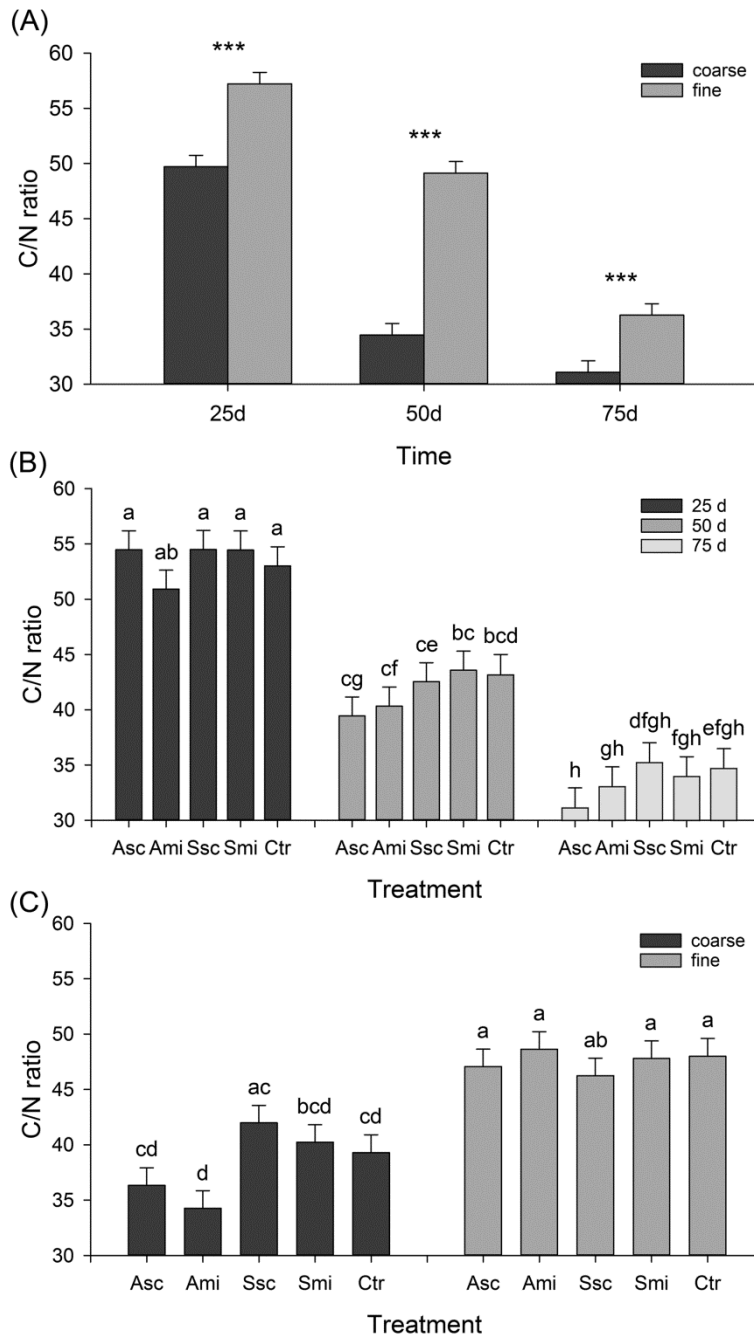 (A)
60
55
50
45
40
35
30
C/N ratio
***
***
***
coarse
fine
25d 50d 75d
Time
(B)
60
55
50
45
40
35
30
C/N ratio
25 d
50 d
75 d
a ab a a a
cg cf ce bc bcd
h gh dfgh fgh efgh
Asc Ami Ssc Smi Ctr Asc Ami Ssc Smi Ctr Asc Ami Ssc Smi Ctr
Treatment
(C)
60
55
50
45
40
35
30
C/N ratio
coarse
fine
cd d ac bcd cd
a a ab a a
Asc Ami Ssc Smi Ctr Asc Ami Ssc Smi Ctr
Treatment